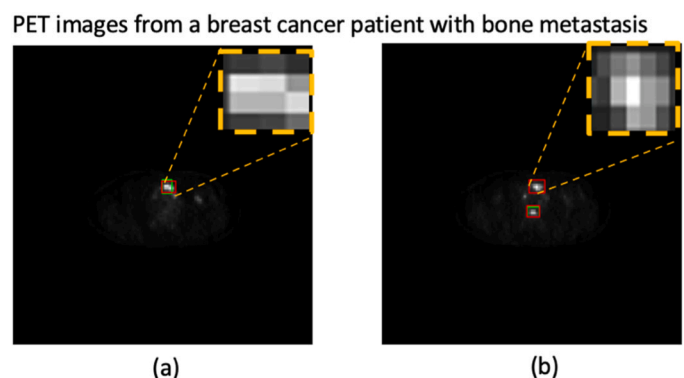 PET images from a breast cancer patient with bone metastasis
(a)
(b)